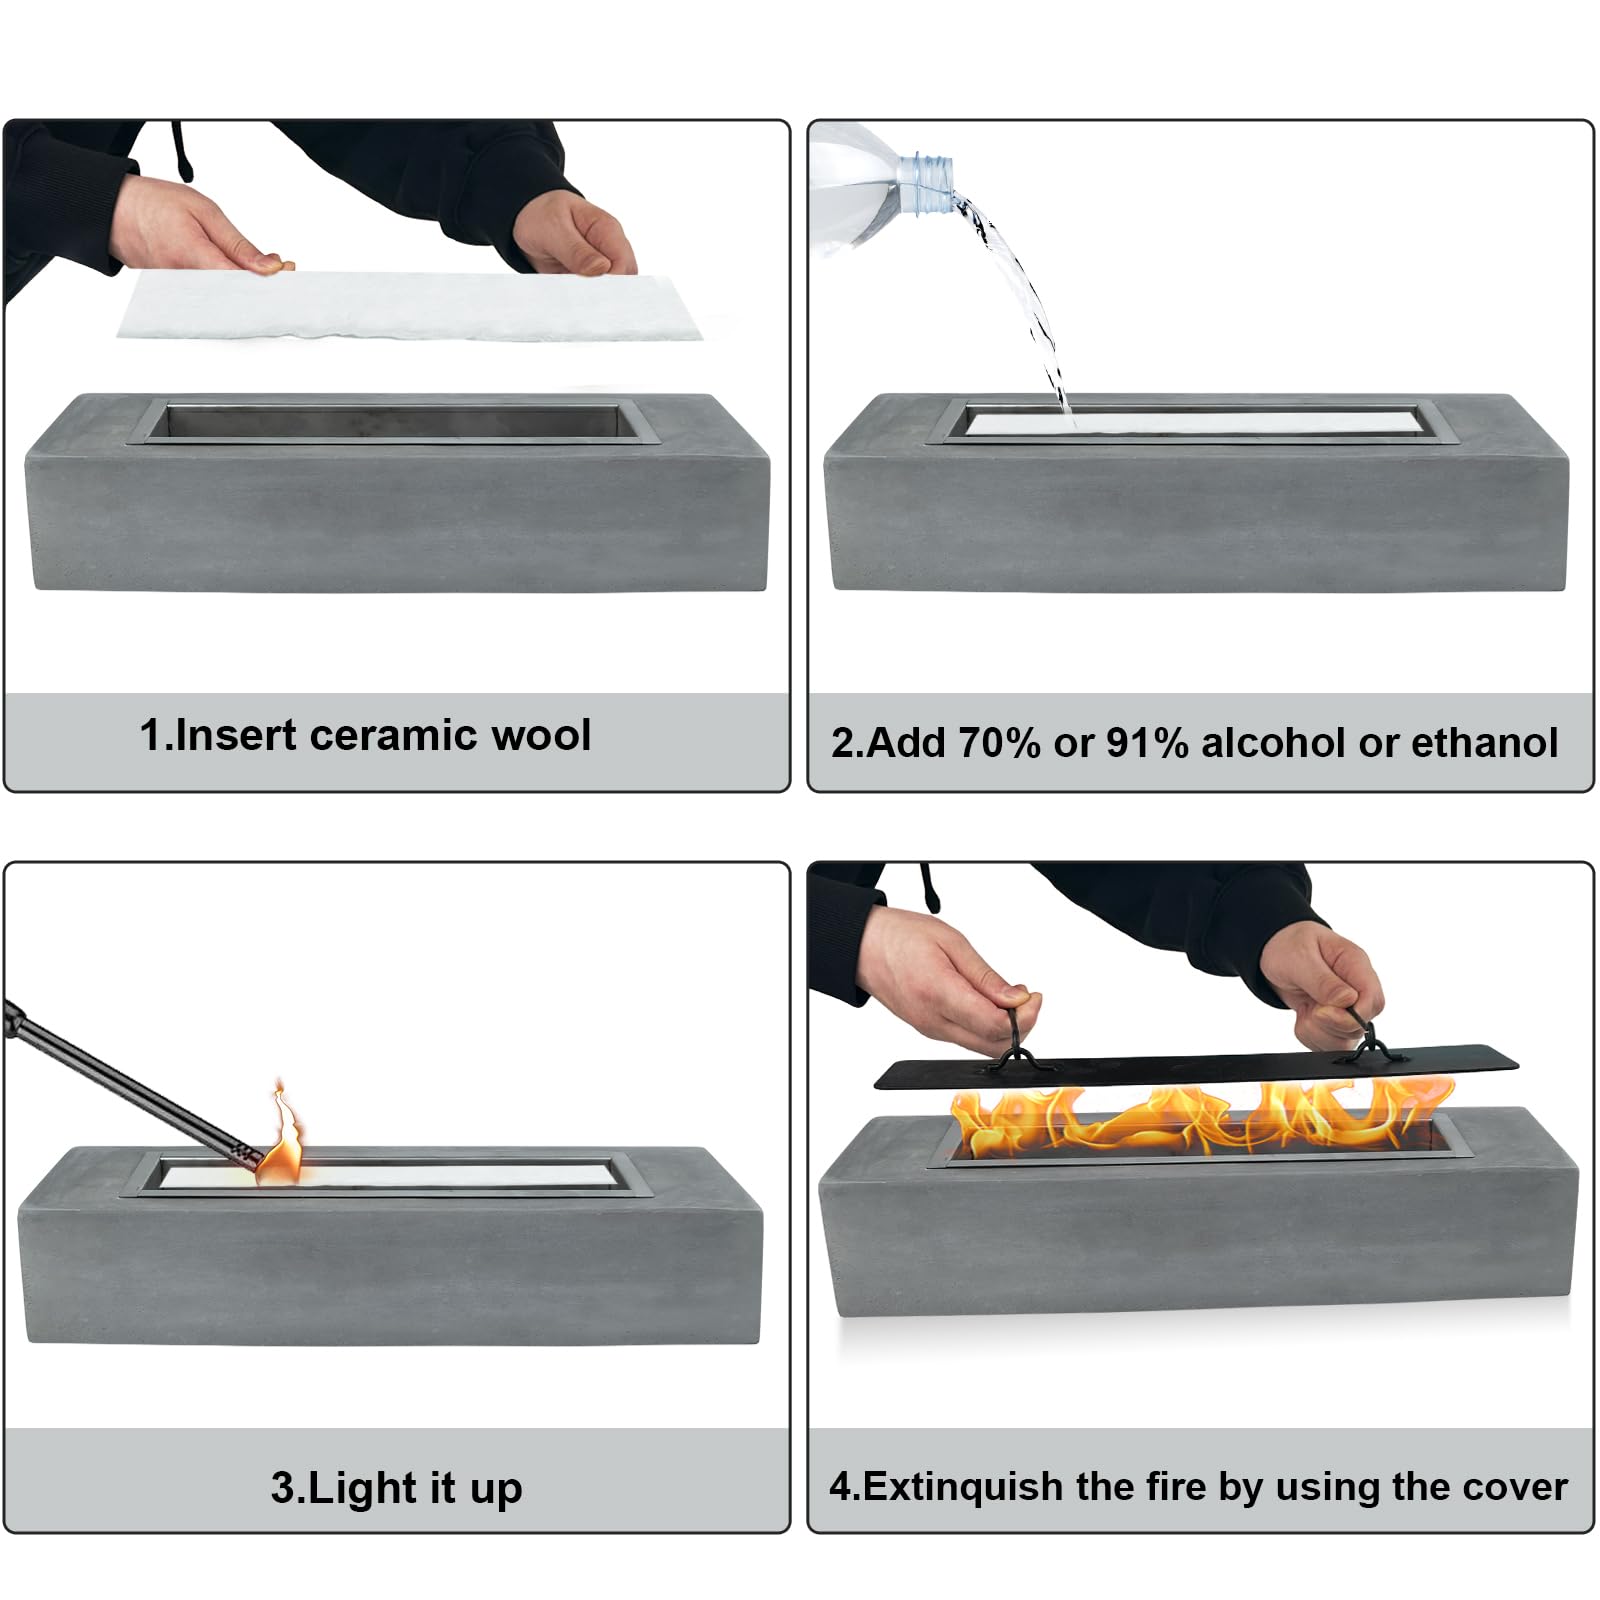 1.Insert ceramic wool
2.Add 70% or 91% alcohol or ethanol
3.Light it up
4.Extinquish the fire by using the cover